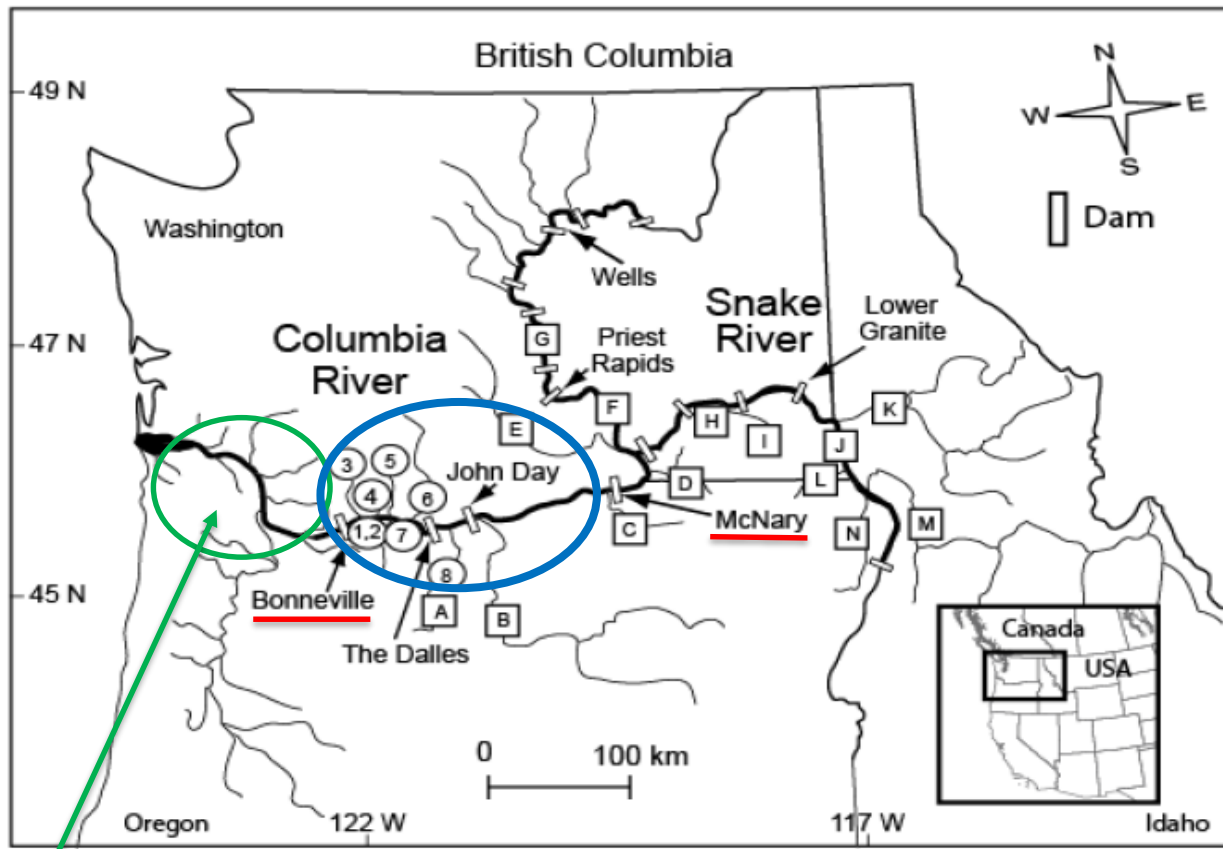 British Columbia
49 N
N
W
E
S
Washington
Dam
Wells
Snake
River
Lower
Granite
47 N
Columbia
River
G
Priest
Rapids
F
E
H
I
K
J
3
5
4
6
John Day
D
L
1,2
7
McNary
C
N
M
8
45 N
Bonneville
A
B
The Dalles
Canada
USA
0
100 km
Oregon
122 W
117 W
Idaho